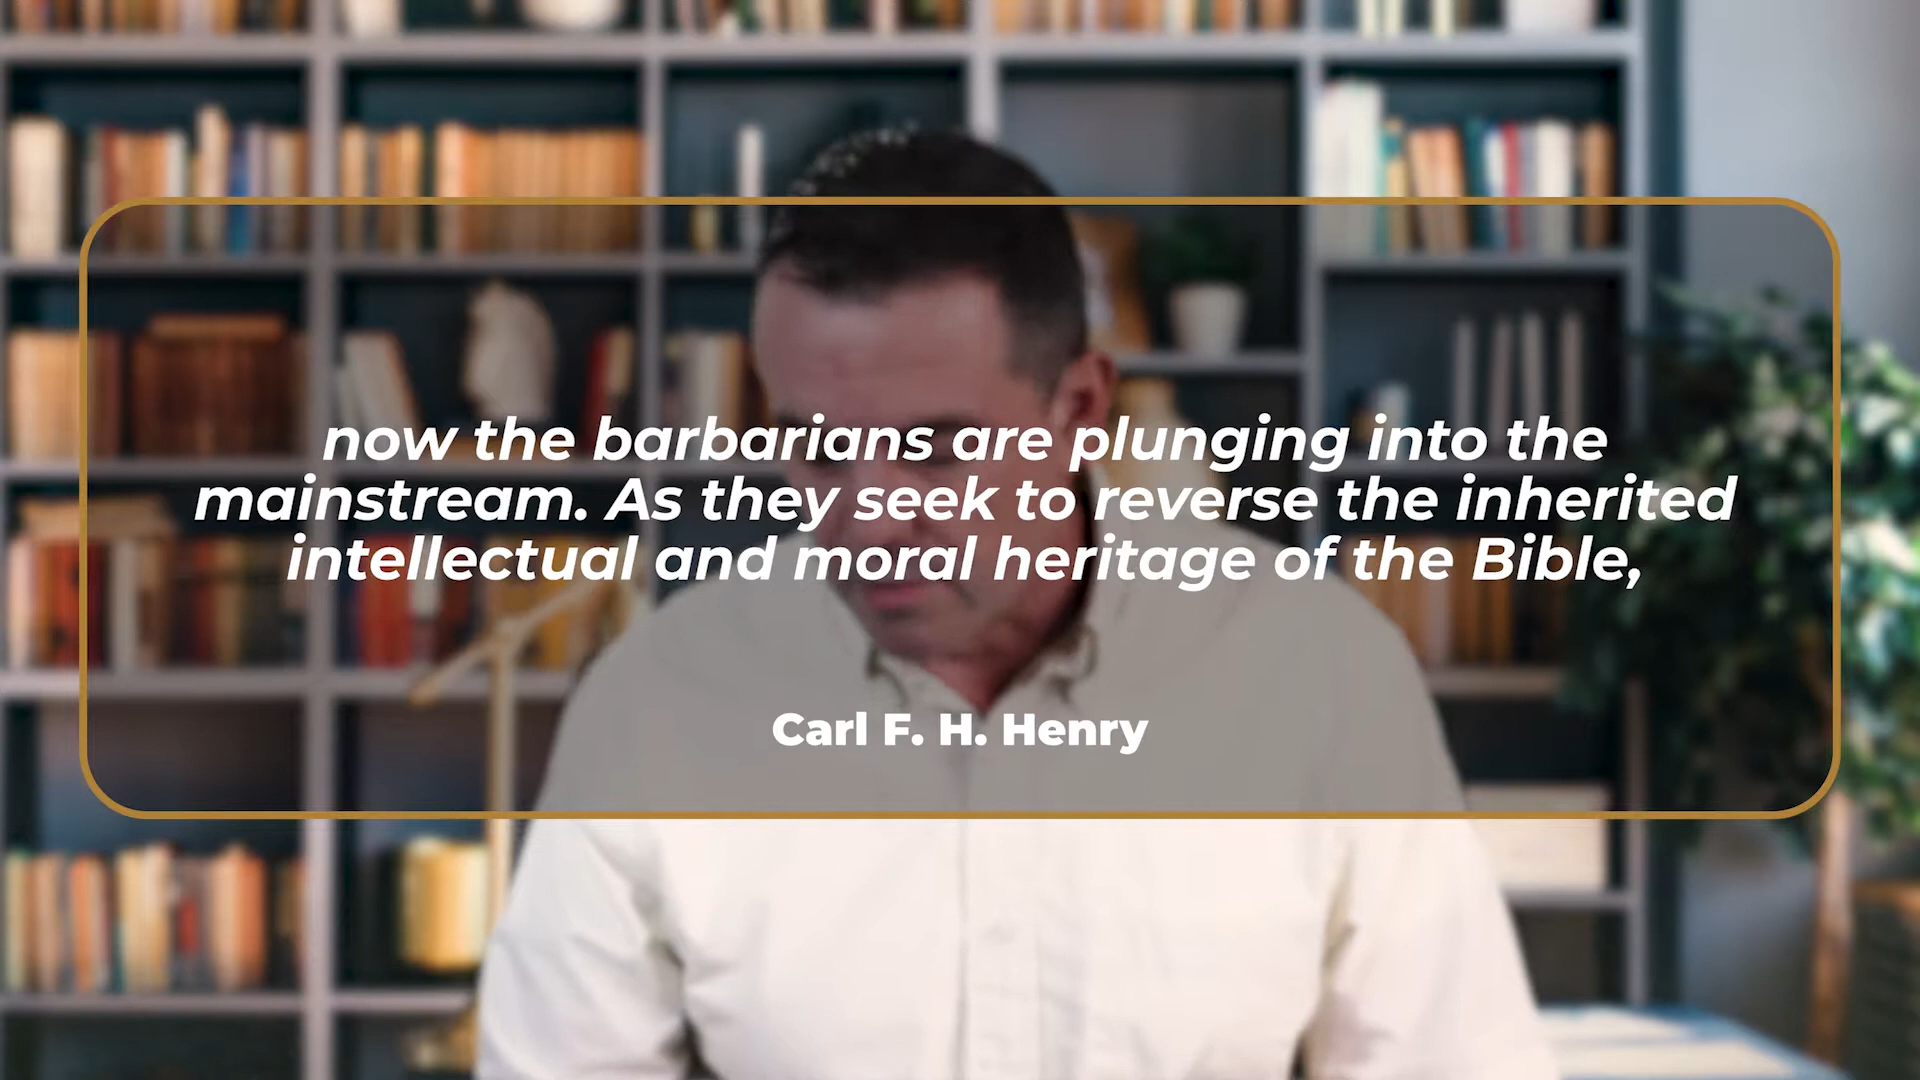 now the barbarians are plunging into the
mainstream. As they seek to reverse the inherited
intellectual and moral heritage of the Bible,
Carl F. H. Henry